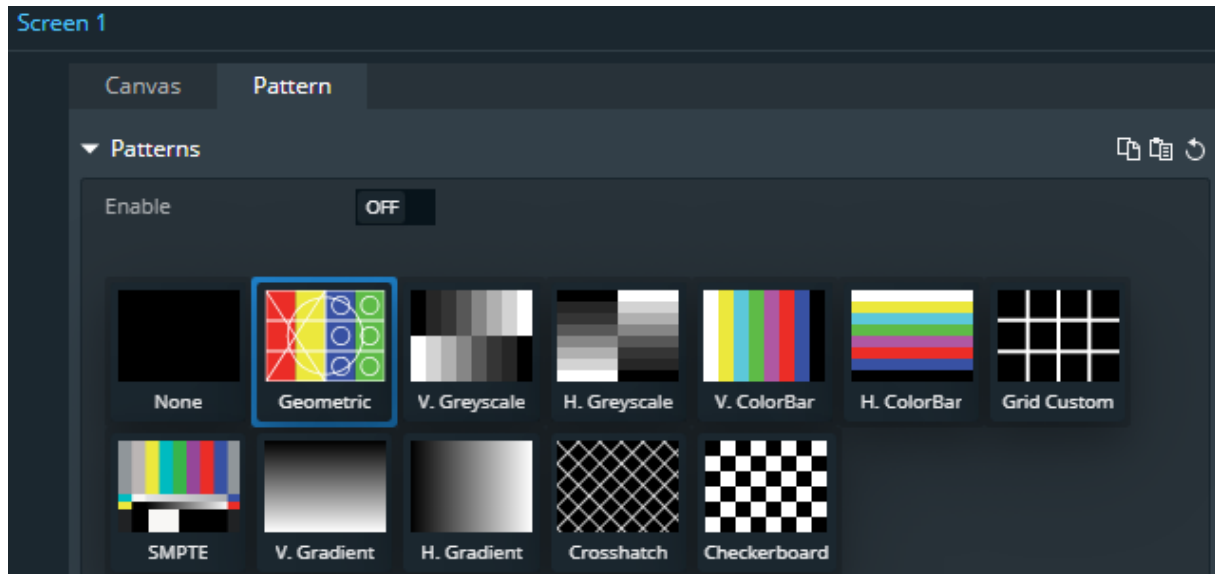 Screen 1
Canvas Pattern
Patterns
Enable OFF
None Geometric V. Greyscale H. Greyscale V. ColorBar H. ColorBar Grid Custom
SMPTE V. Gradient H. Gradient Crosshatch Checkerboard